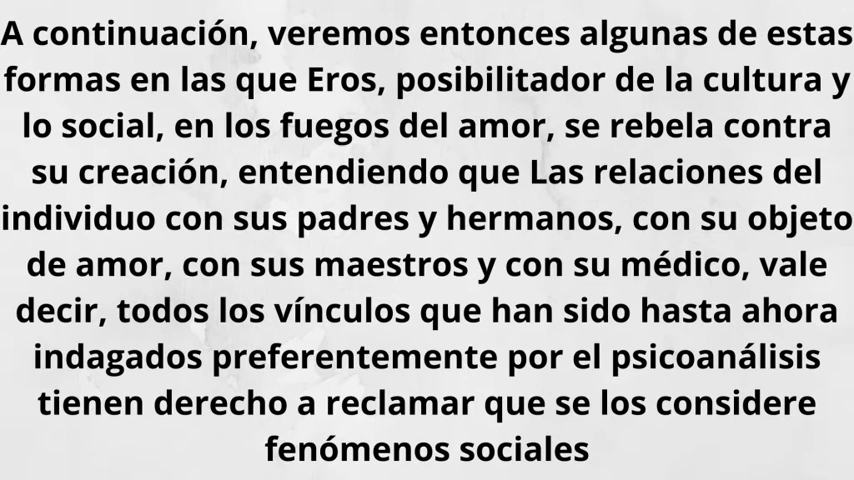 A continuación, veremos entonces algunas de estas
formas en las que Eros, posibilitador de la cultura y
lo social, en los fuegos del amor, se rebela contra
su creación, entendiendo que Las relaciones del
individuo con sus padres y hermanos, con su objeto
de amor, con sus maestros y con su médico, vale
decir, todos los vínculos que han sido hasta ahora
indagados preferentemente por el psicoanálisis
tienen derecho a reclamar que se los considere
fenómenos sociales